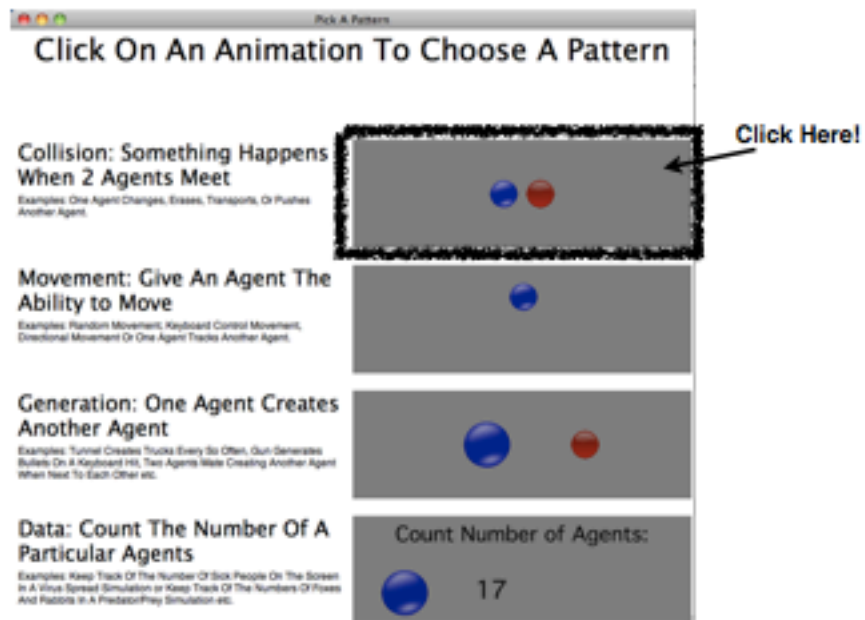 Pick A Pattern
Click On An Animation To Choose A Pattern
Click Here!
Collision: Something Happens
When 2 Agents Meet
Examples: One Agent Changes, Erases, Transports, Or Pushes
Another Agent.
Movement: Give An Agent The
Ability to Move
Examples: Random Movement, Keyboard Control Movement,
Directional Movement Or One Agent Tracks Another Agent.
Generation: One Agent Creates
Another Agent
Examples: Tunnel Creates Trucks Every So Often, Gun Generates
Bullets On A Keyboard Hit, Two Agents Mate Creating Another Agent
When Next To Each Other etc.
Data: Count The Number Of A
Particular Agents
Examples: Keep Track Of The Number Of Sick People On The Screen
In A Virus Spread Simulation or Keep Track Of The Numbers Of Foxes
And Rabbits In A Predator/Prey Simulation etc.
Count Number of Agents:
17